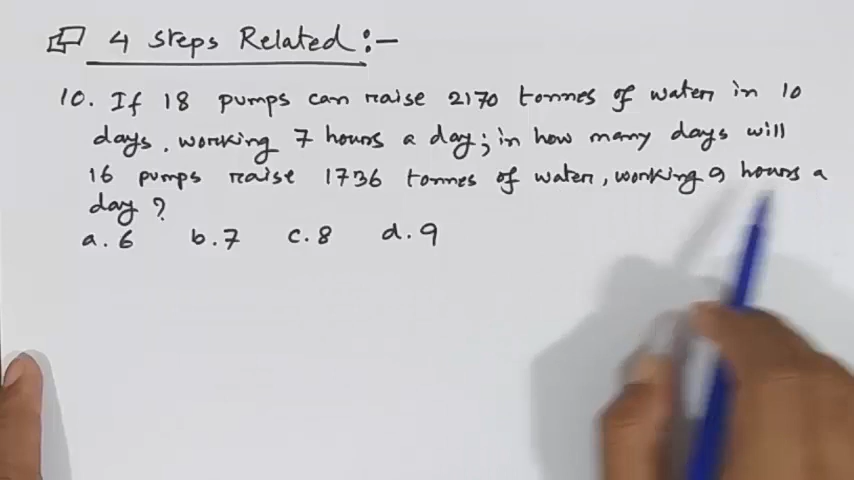 4 Steps Related:-
10. If 18 pumps can raise 2170 tonnes of water in 10
days, working 7 hours a day; in how many days will
16 pumps raise 1736 tonnes of water, working 9 hours a
day?
a. 6 b. 7 c. 8 d. 9